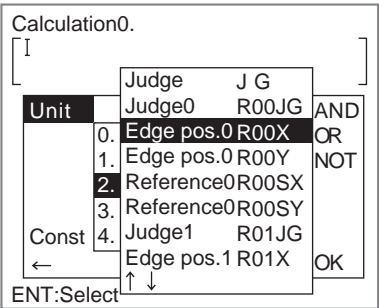 Calculation0.
[ ]
Judge J G
Unit Judge0 R00JG AND
0. Edge pos.0 R00X OR
1. Edge pos.0 R00Y NOT
2. Reference0 R00SX
3. Reference0 R00SY
Const 4. Judge1 R01JG
← Edge pos.1 R01X OK
ENT:Select ↑ ↓